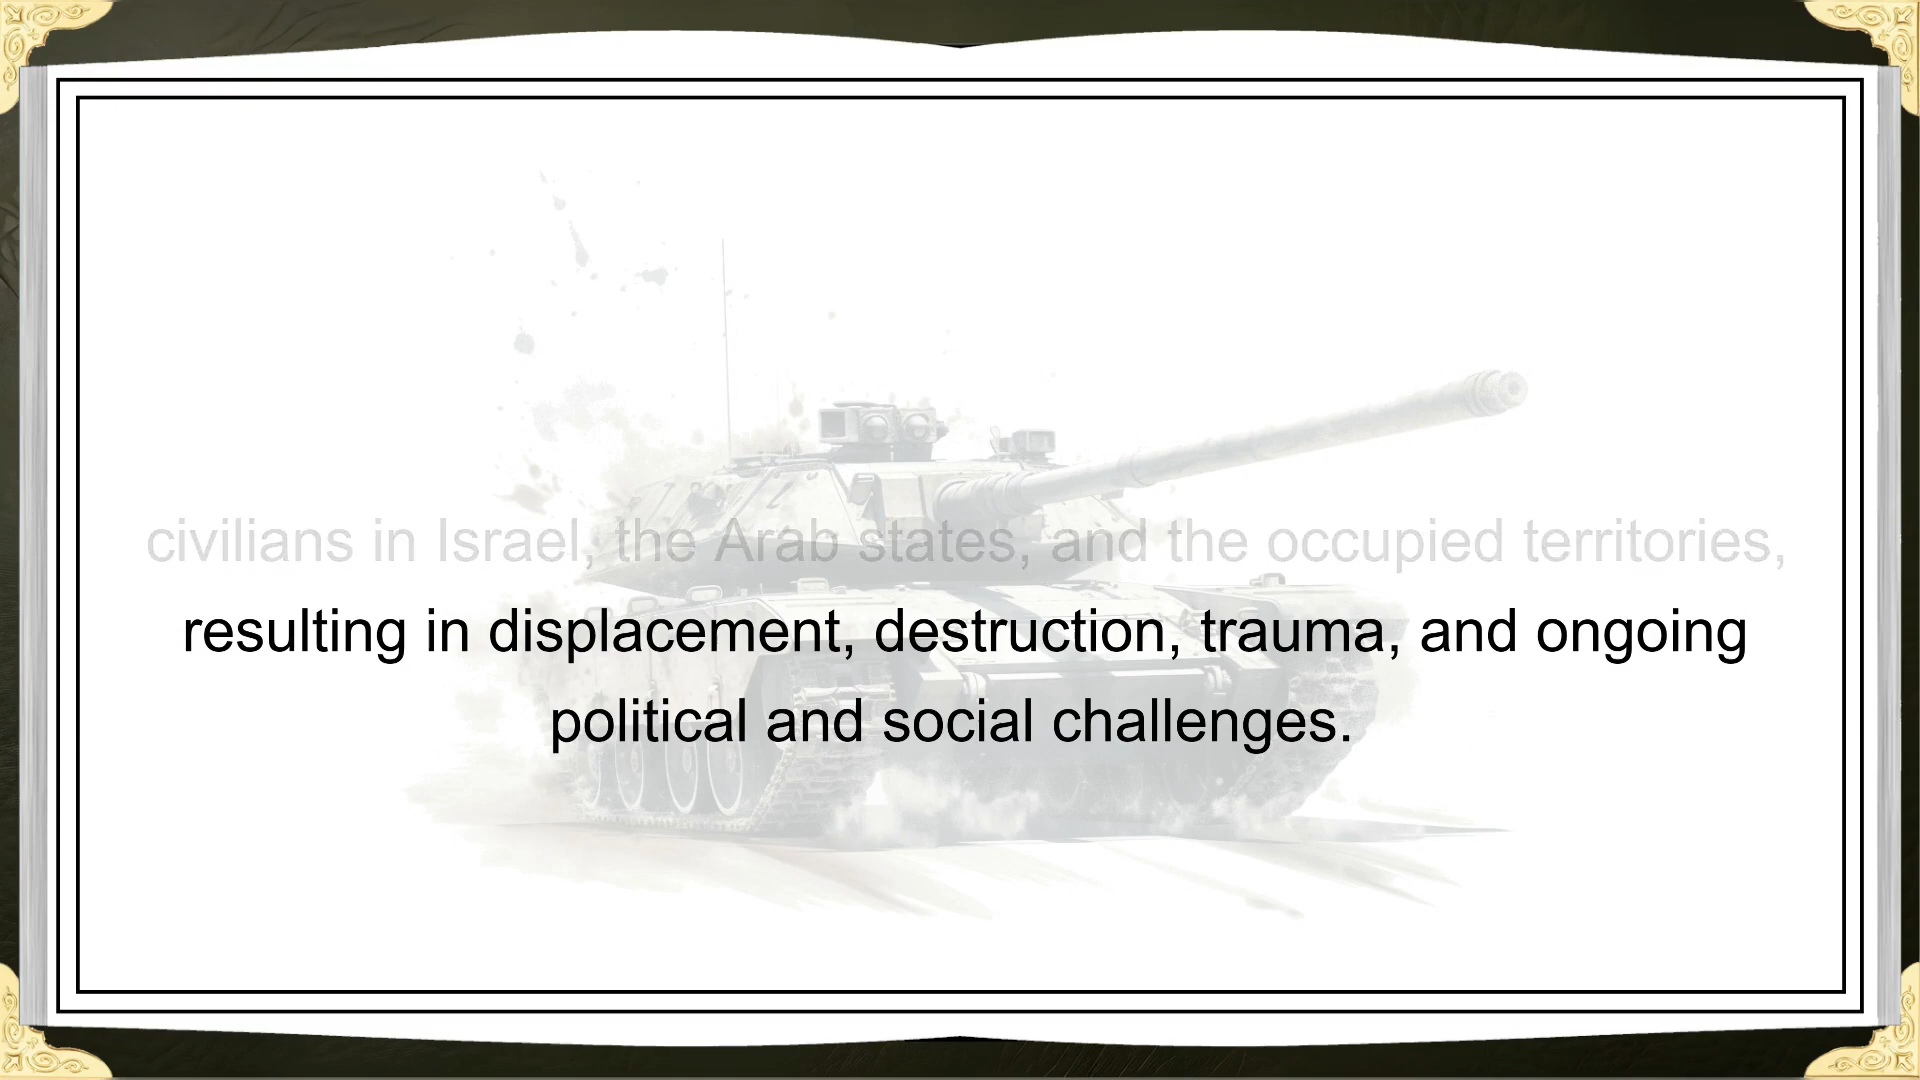 civilians in Israel, the Arab states, and the occupied territories,
resulting in displacement, destruction, trauma, and ongoing
political and social challenges.